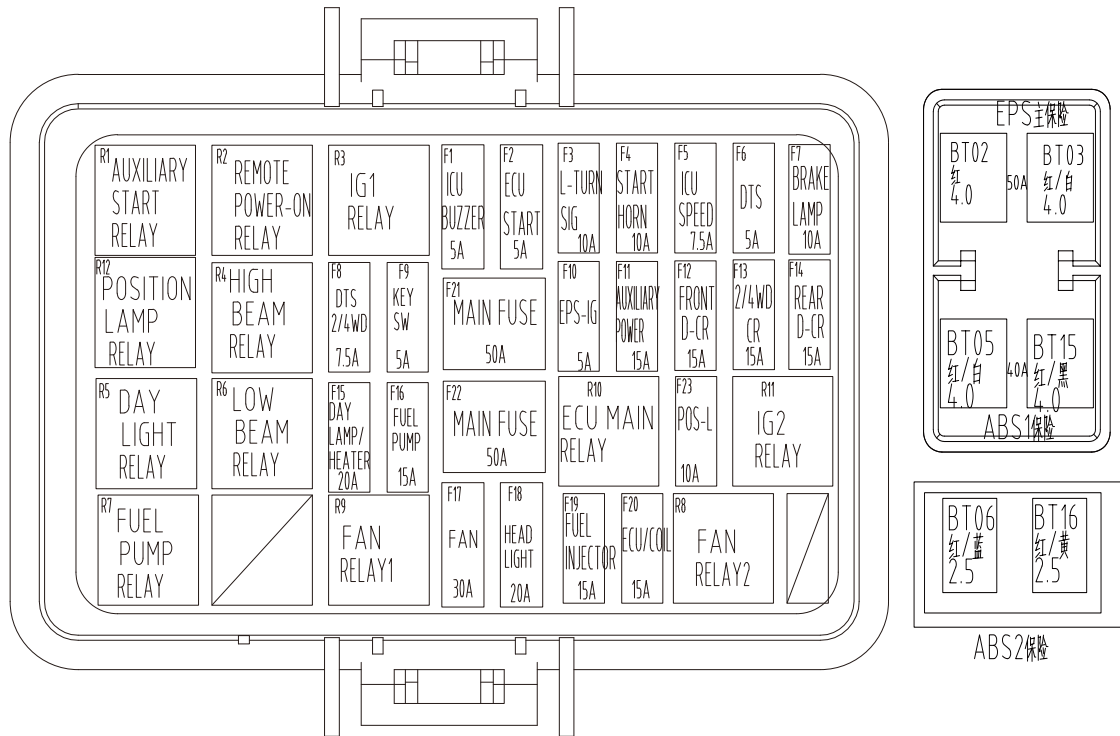 R1
AUXILIARY
START
RELAY
R2
REMOTE
POWER-ON
RELAY
R3
IG1
RELAY
F1
ICU
BUZZER
5A
F2
ECU
START
5A
F3
L-TURN
SIG
10A
F4
START
HORN
10A
F5
ICU
SPEED
7.5A
F6
DTS
5A
F7
BRAKE
LAMP
10A
R12
POSITION
LAMP
RELAY
R4
HIGH
BEAM
RELAY
F8
DTS
2/4WD
7.5A
F9
KEY
SW
5A
F21
MAIN FUSE
50A
F10
EPS-IG
5A
F11
AUXILIARY
POWER
15A
F12
FRONT
D-CR
15A
F13
2/4WD
CR
15A
F14
REAR
D-CR
15A
R5
DAY
LIGHT
RELAY
R6
LOW
BEAM
RELAY
F15
DAY
LAMP/
HEATER
20A
F16
FUEL
PUMP
15A
F22
MAIN FUSE
50A
R10
ECU MAIN
RELAY
F23
POS-L
10A
R11
IG2
RELAY
R7
FUEL
PUMP
RELAY
R9
FAN
RELAY1
F17
FAN
30A
F18
HEAD
LIGHT
20A
F19
FUEL
INJECTOR
15A
F20
ECU/COIL
15A
R8
FAN
RELAY2
EPS主保险
BT02
红
4.0
50A
BT03
红/白
4.0
BT05
红/白
4.0
40A
BT15
红/黑
4.0
ABS1保险
BT06
红/蓝
2.5
BT16
红/黄
2.5
ABS2保险